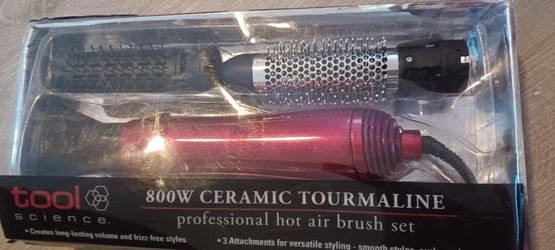 tool
science.
800W CERAMIC TOURMALINE
professional hot air brush set
• Creates long-lasting volume and frizz-free styles
• 3 Attachments for versatile styling - smooth styles,